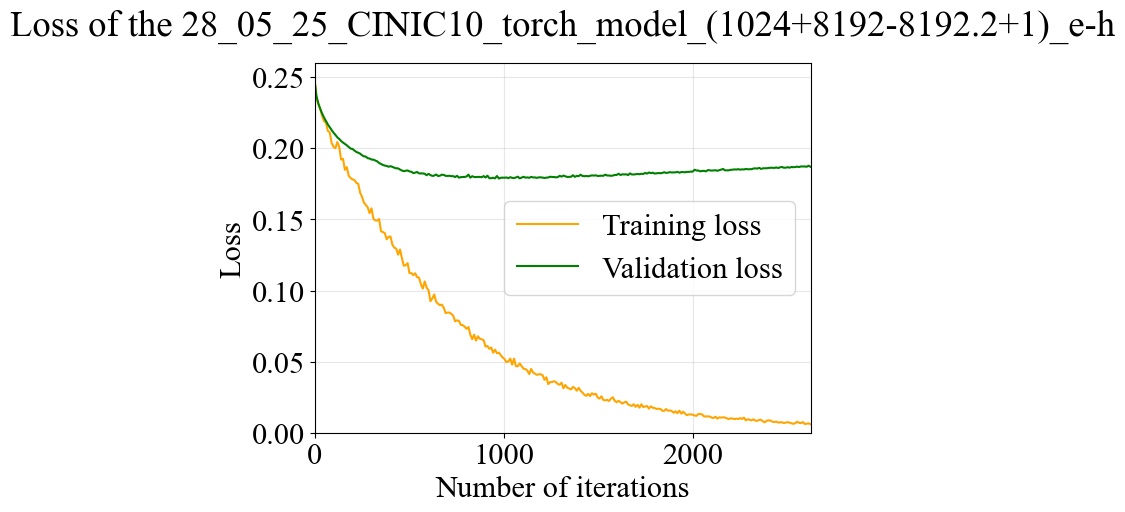 Loss of the 28_05_25_CINIC10_torch_model_(1024+8192-8192.2+1)_e-h
0.25
0.20
0.15
0.10
0.05
0.00
Loss
Training loss
Validation loss
0 1000 2000
Number of iterations